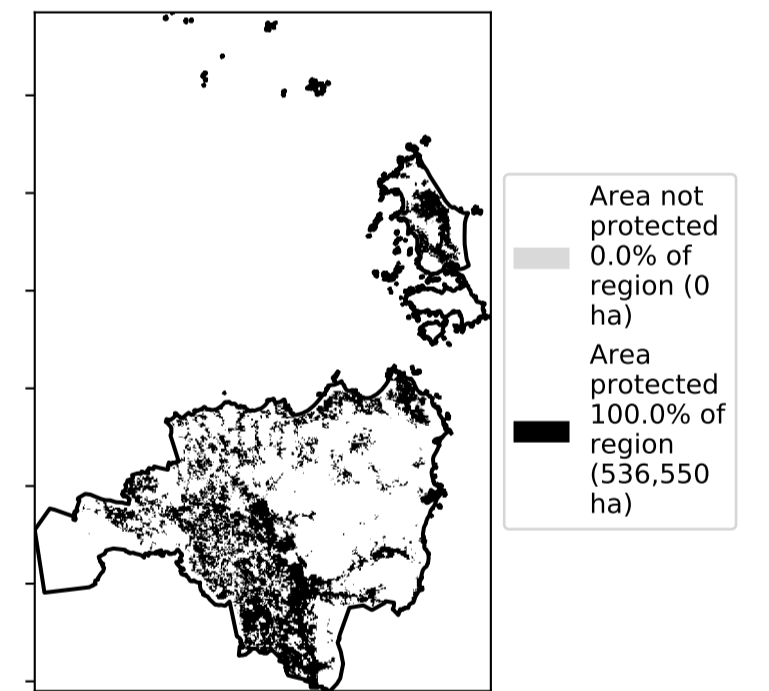 Area not
protected
0.0% of
region (0
ha)
Area
protected
100.0% of
region
(536,550
ha)